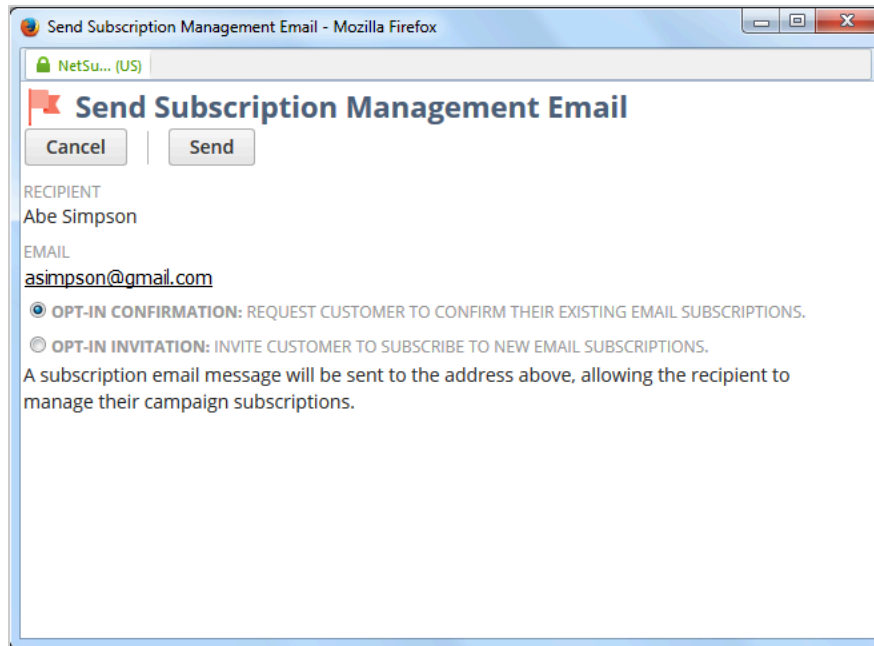 Send Subscription Management Email - Mozilla Firefox
NetSu... (US)
Send Subscription Management Email
Cancel Send
RECIPIENT
Abe Simpson
EMAIL
asimpson@gmail.com
OPT-IN CONFIRMATION: REQUEST CUSTOMER TO CONFIRM THEIR EXISTING EMAIL SUBSCRIPTIONS.
OPT-IN INVITATION: INVITE CUSTOMER TO SUBSCRIBE TO NEW EMAIL SUBSCRIPTIONS.
A subscription email message will be sent to the address above, allowing the recipient to
manage their campaign subscriptions.